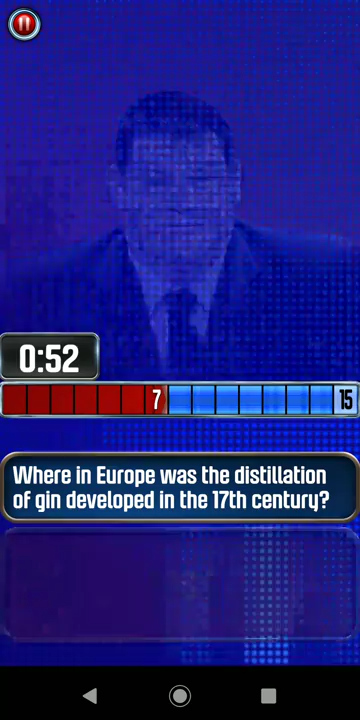 0:52
7
15
Where in Europe was the distillation
of gin developed in the 17th century?